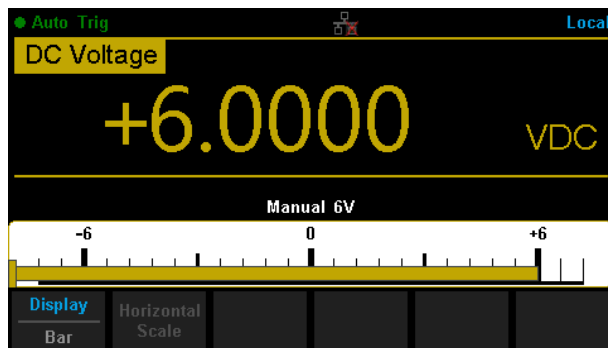 Auto Trig Local
DC Voltage
+6.0000 VDC
Manual 6V
-6 0 +6
Display Horizontal
Bar Scale